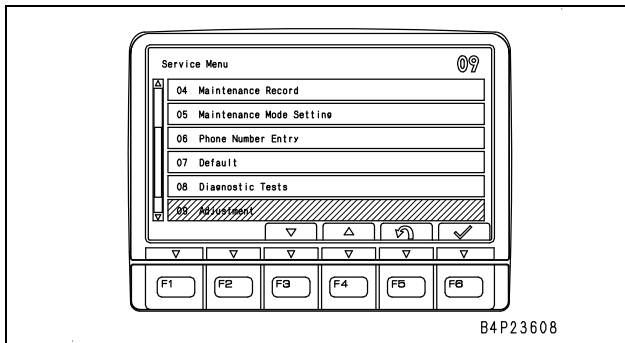 Service Menu 09
04 Maintenance Record
05 Maintenance Mode Setting
06 Phone Number Entry
07 Default
08 Diagnostic Tests
09 Adjustment
F1 F2 F3 F4 F5 F6
B4P23608